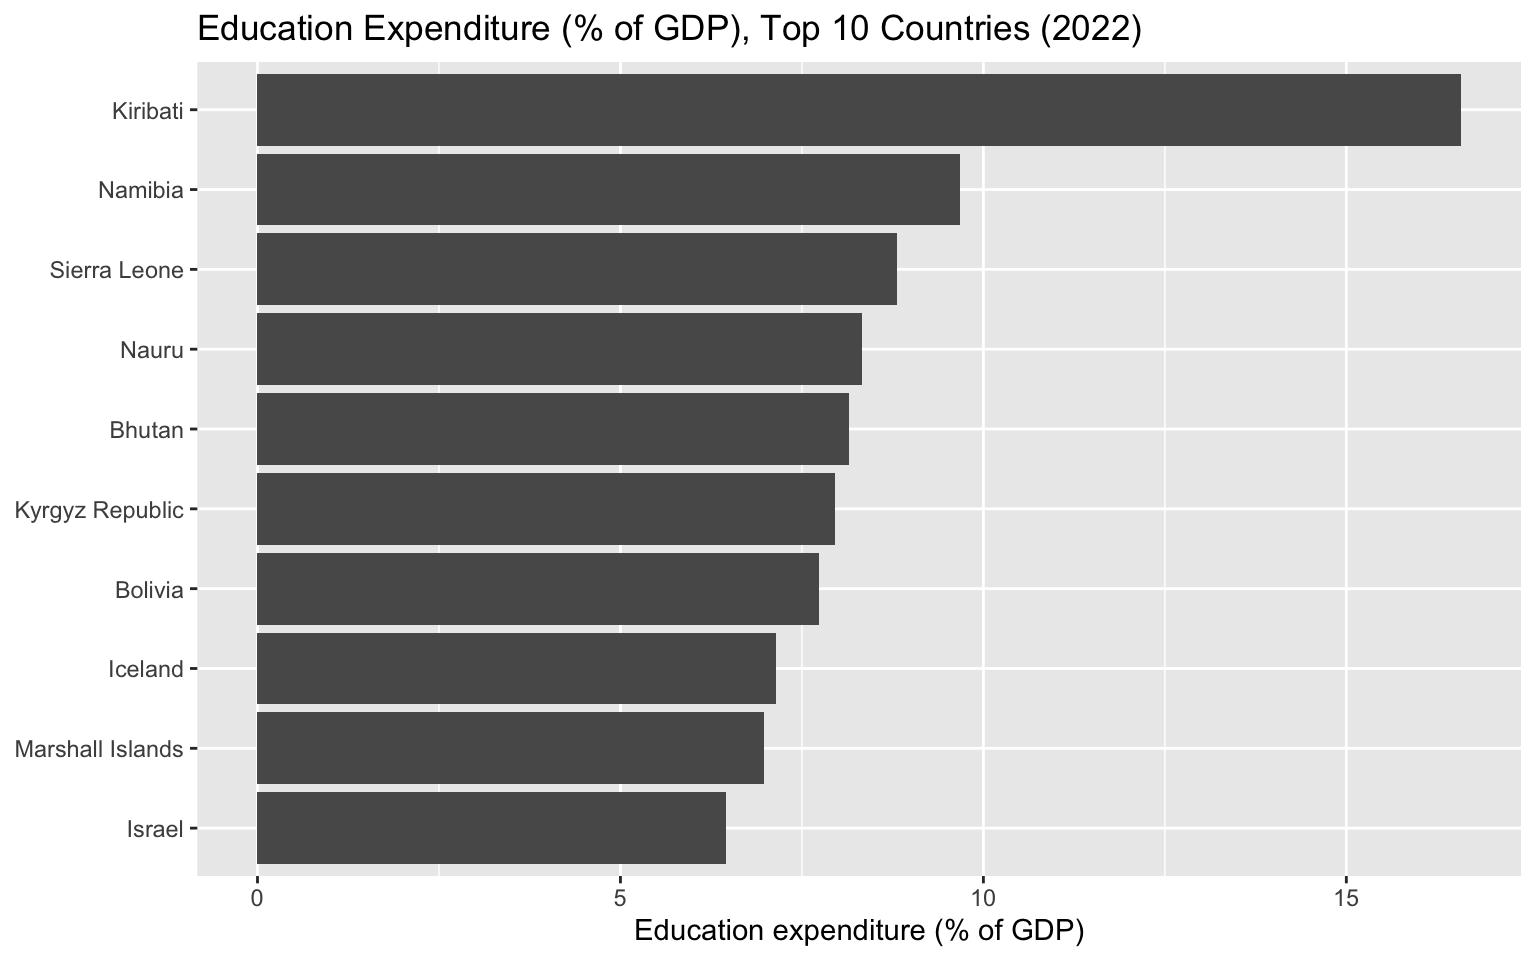 Education Expenditure (% of GDP), Top 10 Countries (2022)
Kiribati
Namibia
Sierra Leone
Nauru
Bhutan
Kyrgyz Republic
Bolivia
Iceland
Marshall Islands
Israel
0 5 10 15
Education expenditure (% of GDP)